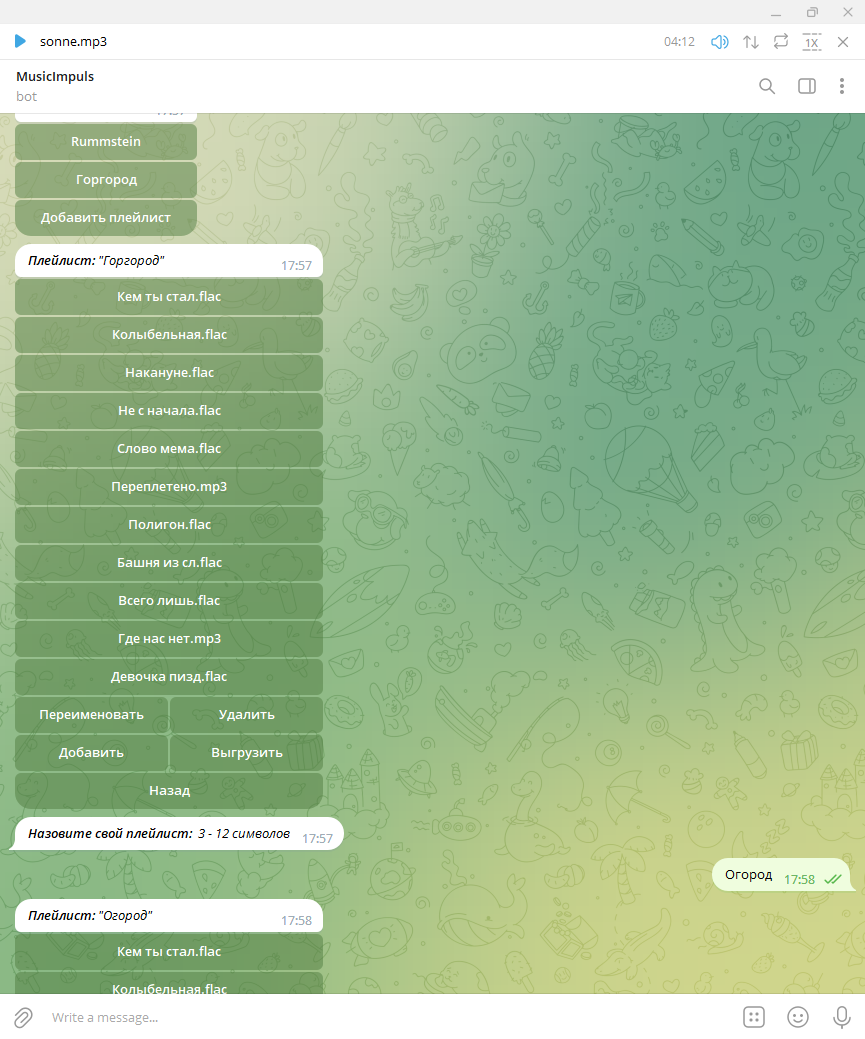 sonne.mp3
04:12
1X
MusicImpuls
bot
Rummstein
Горгород
Добавить плейлист
Плейлист: "Горгород"
17:57
Кем ты стал.flac
Колыбельная.flac
Накануне.flac
Не с начала.flac
Слово мема.flac
Переплетено.mp3
Полигон.flac
Башня из сл.flac
Всего лишь.flac
Где нас нет.mp3
Девочка пизд.flac
Переименовать Удалить
Добавить Выгрузить
Назад
Назовите свой плейлист: 3 - 12 символов 17:57
Огород 17:58
Плейлист: "Огород"
17:58
Кем ты стал.flac
Колыбельная.flac
Write a message...